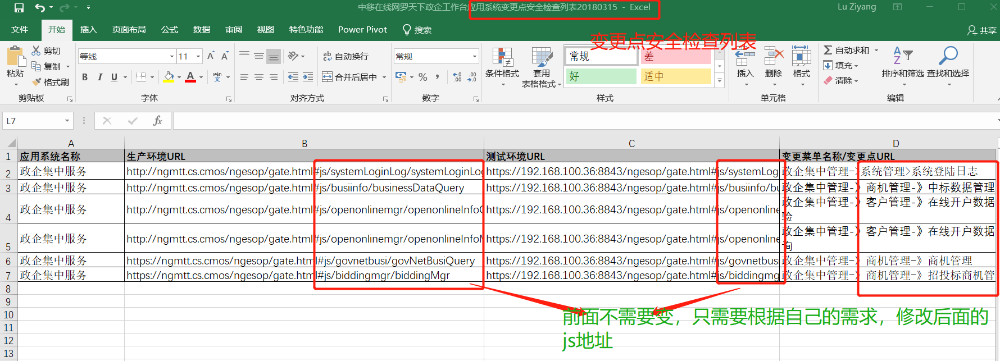 中移在线网罗天下政企工作台应用系统变更点安全检查列表20180315 - Excel
Lu Ziyang
文件 开始 插入 页面布局 公式 数据 审阅 视图 特色功能 Power Pivot 搜索
共享
变更点安全检查列表
粘贴
剪切
复制
格式刷
剪贴板
等线 11
B I U A wén 文
字体
自动换行
合并后居中
对齐方式
常规
% ,
数字
条件格式
套用
表格格式
常规 差
好 适中
样式
插入 删除 格式
单元格
自动求和
填充
清除
排序和筛选 查找和选择
编辑
L7 fx
A B C D
1 应用系统名称 生产环境URL 测试环境URL 变更菜单名称/变更点URL
2 政企集中服务 http://ngmtt.cs.cmos/ngesop/gate.html#js/systemLoginLog/systemLoginLog https://192.168.100.36:8843/ngesop/gate.html#js/systemLog 政企集中管理->系统管理>系统登陆日志
3 政企集中服务 http://ngmtt.cs.cmos/ngesop/gate.html#js/busiinfo/businessDataQuery https://192.168.100.36:8843/ngesop/gate.html#js/busiinfo/bu 政企集中管理-》商机管理-》中标数据管理
4 政企集中服务 http://ngmtt.cs.cmos/ngesop/gate.html#js/openonlinemgr/openonlineInfo https://192.168.100.36:8843/ngesop/gate.html#js/openonline 政企集中管理-》客户管理-》在线开户数据
验
5 政企集中服务 http://ngmtt.cs.cmos/ngesop/gate.html#js/openonlinemgr/openonlineInfo https://192.168.100.36:8843/ngesop/gate.html#js/openonline 政企集中管理-》客户管理-》在线开户数据
询
6 政企集中服务 https://ngmtt.cs.cmos/ngesop/gate.html#js/govnetbusi/govNetBusiQuery https://192.168.100.36:8843/ngesop/gate.html#js/govnetbusi 政企集中管理-》商机管理-》商机管理
7 政企集中服务 https://ngmtt.cs.cmos/ngesop/gate.html#js/biddingmgr/biddingMgr https://192.168.100.36:8843/ngesop/gate.html#js/biddingmg 政企集中管理-》商机管理-》招投标商机管
8
9
10
11
12
13
前面不需要变，只需要根据自己的需求，修改后面的
js地址